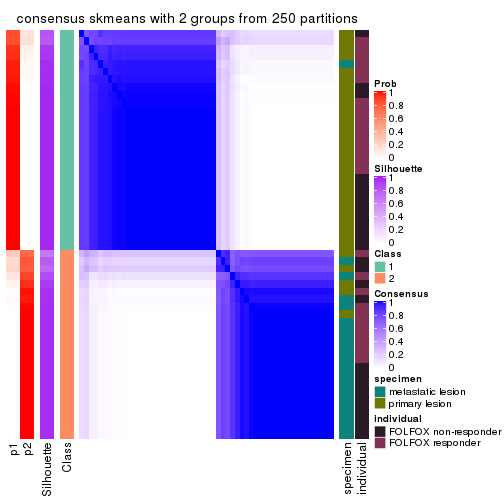 consensus skmeans with 2 groups from 250 partitions
p1
p2
Silhouette
Class
specimen
individual
Prob
1
0.8
0.6
0.4
0.2
0
Silhouette
1
0.8
0.6
0.4
0.2
0
Class
1
2
Consensus
1
0.8
0.6
0.4
0.2
0
specimen
metastatic lesion
primary lesion
individual
FOLFOX non-responder
FOLFOX responder